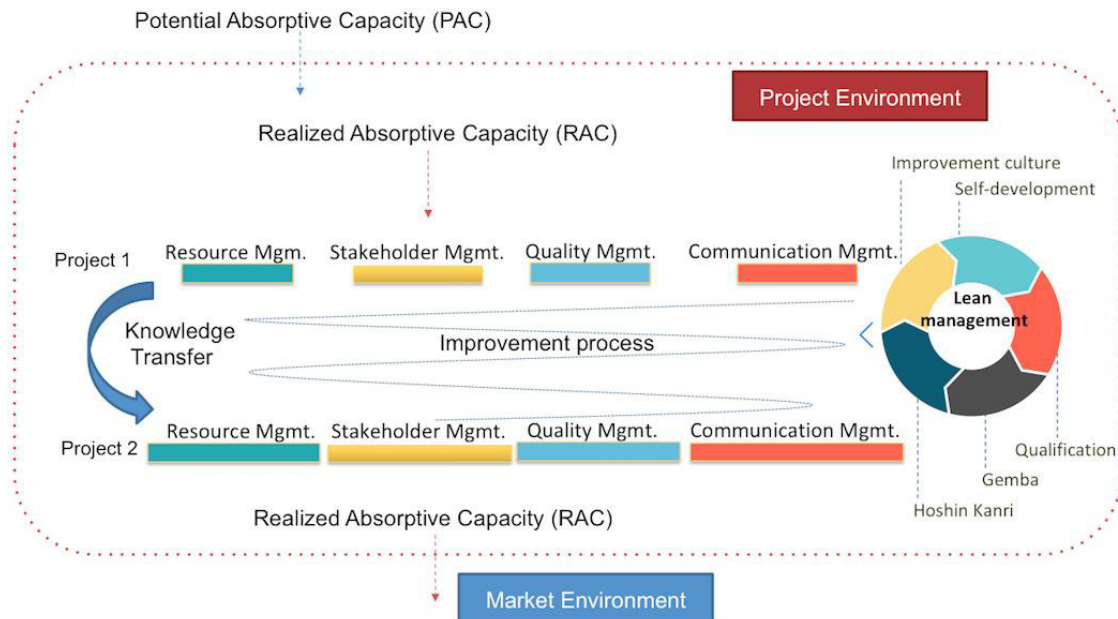 Potential Absorptive Capacity (PAC)
Project Environment
Realized Absorptive Capacity (RAC)
Improvement culture
Self-development
Project 1
Resource Mgm.
Stakeholder Mgmt.
Quality Mgmt.
Communication Mgmt.
Lean
management
Knowledge
Transfer
Improvement process
Project 2
Resource Mgmt.
Stakeholder Mgmt.
Quality Mgmt.
Communication Mgmt.
Qualification
Gemba
Hoshin Kanri
Realized Absorptive Capacity (RAC)
Market Environment